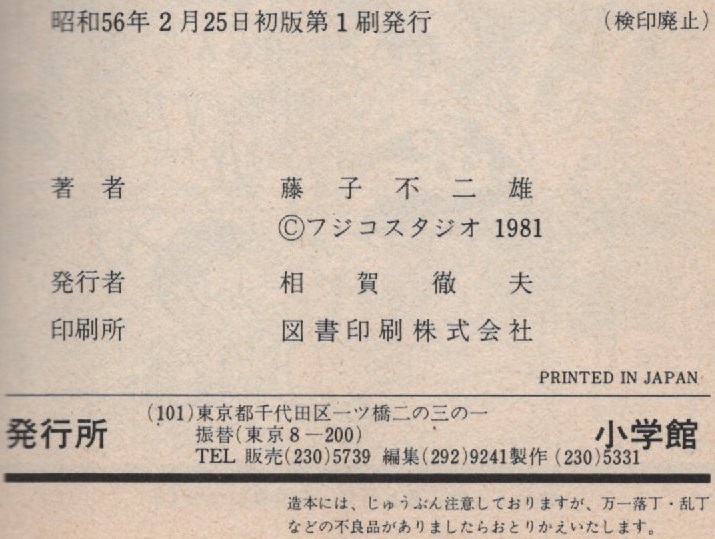 昭和56年2月25日初版第1刷発行 (検印廃止)
著者 藤子不二雄
©フジコスタジオ 1981
発行者 相賀徹夫
印刷所 図書印刷株式会社
PRINTED IN JAPAN
発行所 (101)東京都千代田区一ツ橋二の三の一 小学館
振替(東京8－200)
TEL 販売(230)5739 編集(292)9241製作(230)5331
造本には、じゅうぶん注意しておりますが、万一落丁・乱丁
などの不良品がありましたらおとりかえいたします。